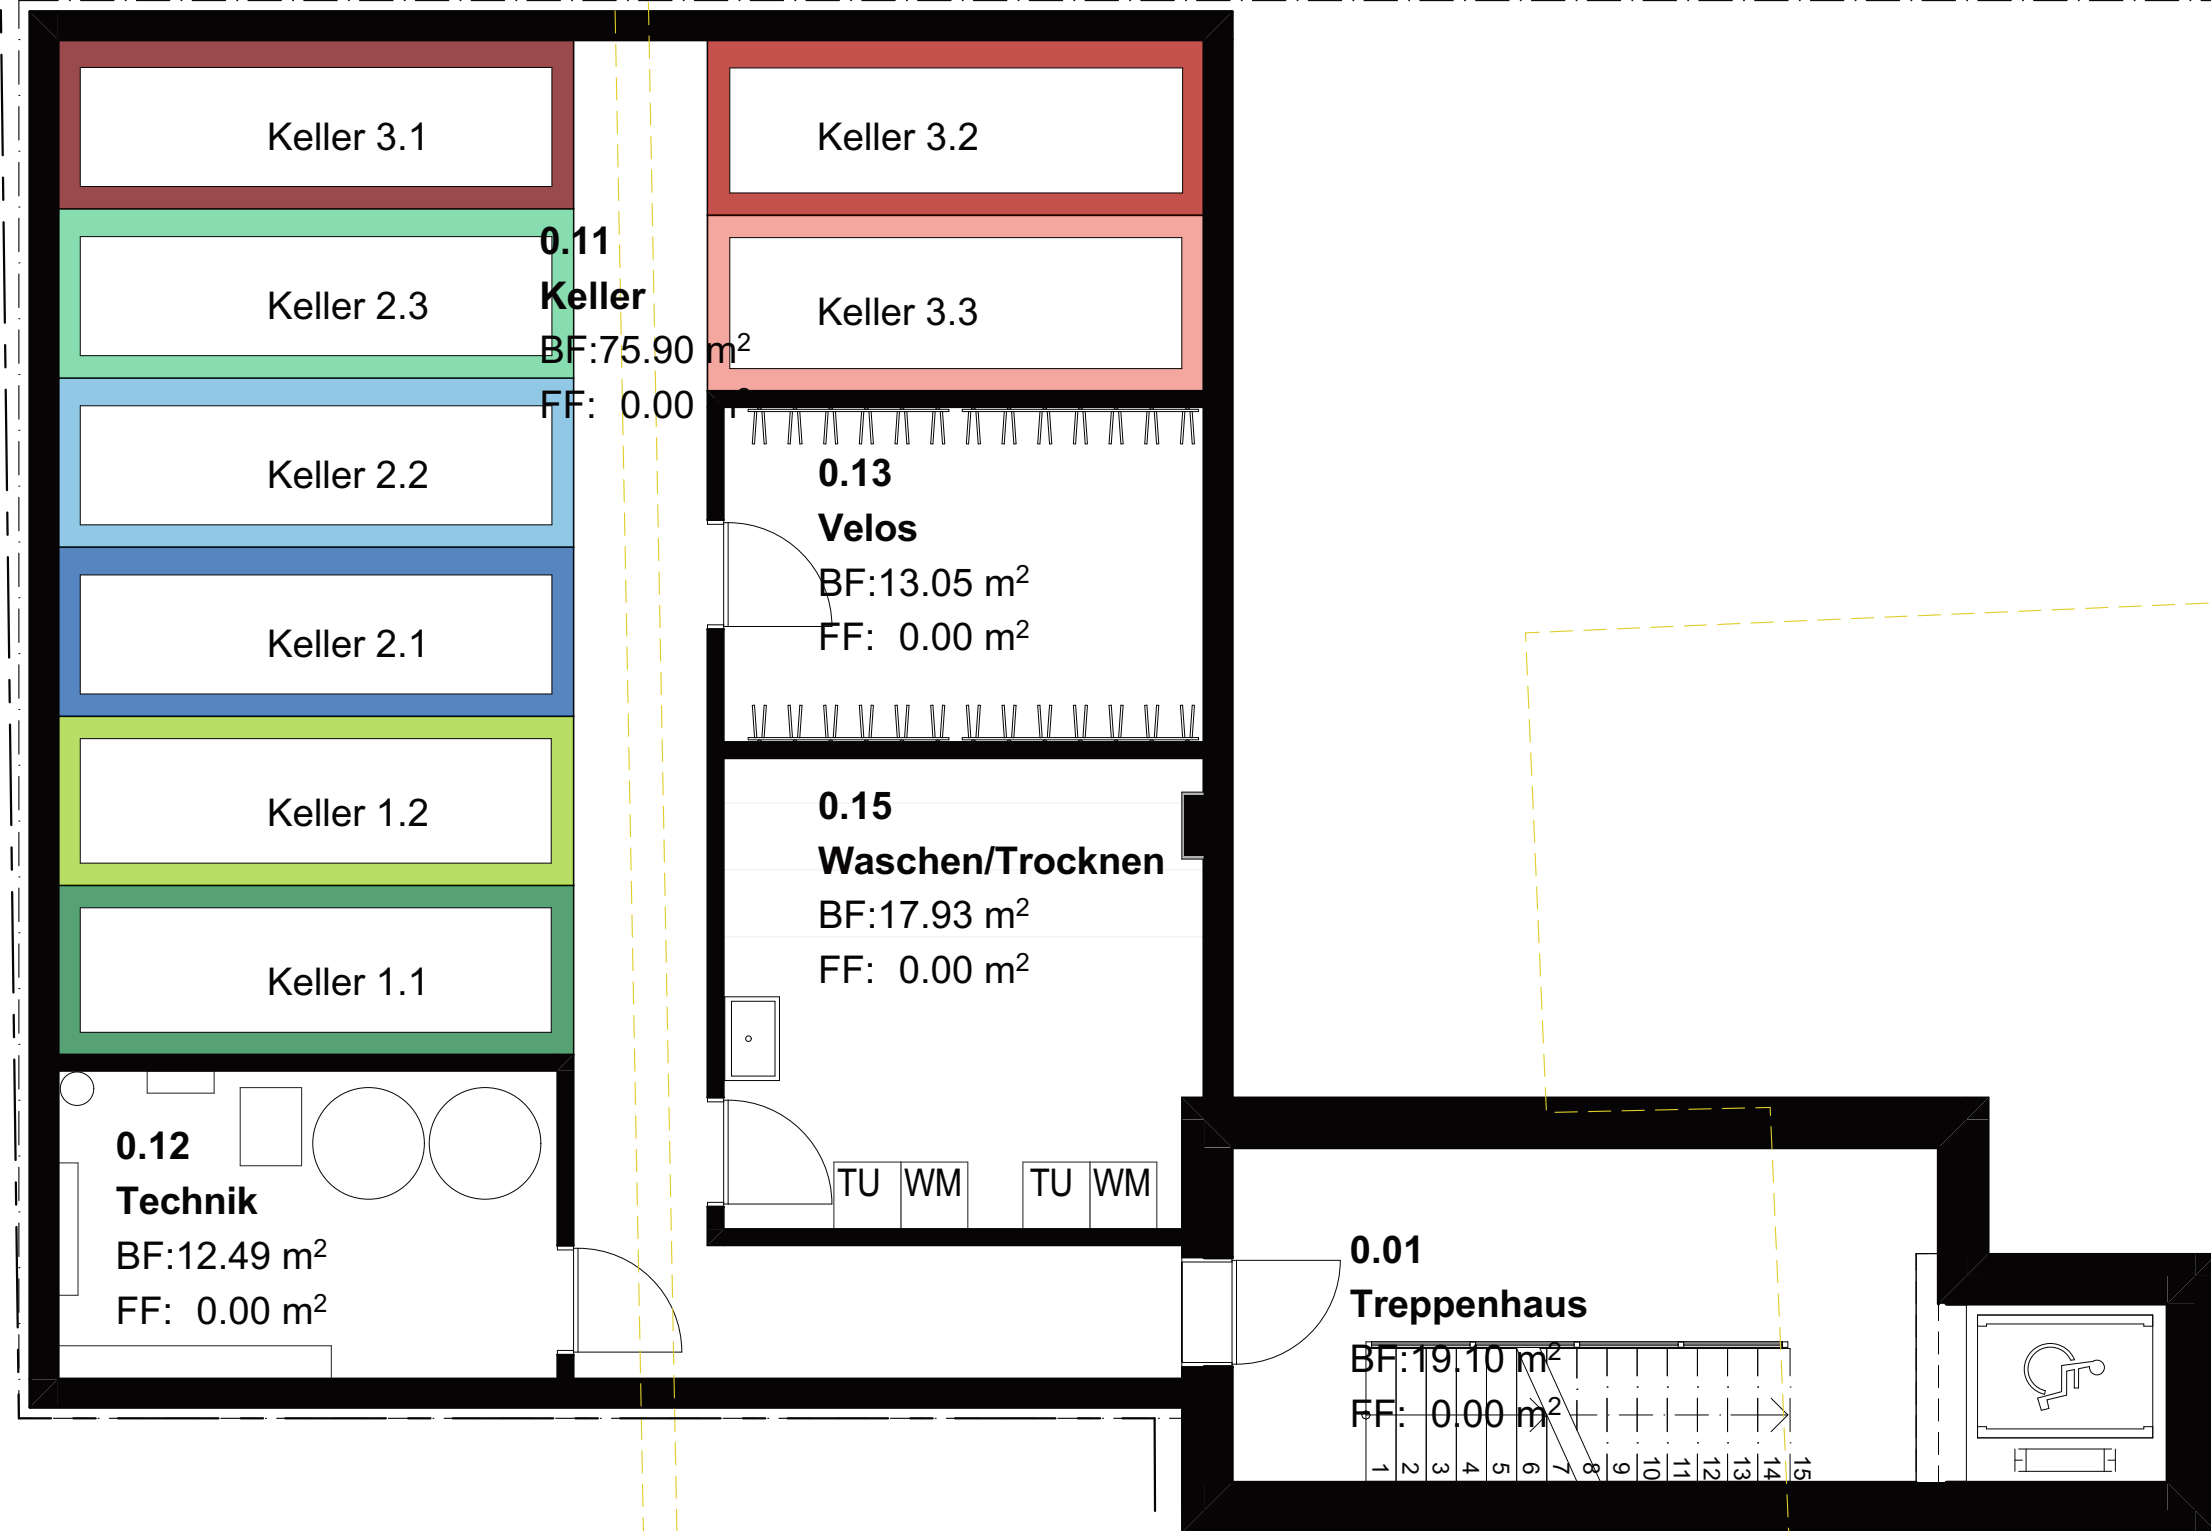 Keller 3.1
Keller 3.2
0.11
Keller
BF:75.90 m²
FF: 0.00 m²
Keller 2.3
Keller 3.3
Keller 2.2
0.13
Velos
BF:13.05 m²
FF: 0.00 m²
Keller 2.1
Keller 1.2
0.15
Waschen/Trocknen
BF:17.93 m²
FF: 0.00 m²
Keller 1.1
0.12
Technik
BF:12.49 m²
FF: 0.00 m²
TU WM TU WM
0.01
Treppenhaus
BF:19.10 m²
FF: 0.00 m²
1 2 3 4 5 6 7 8 9 10 11 12 13 14 15